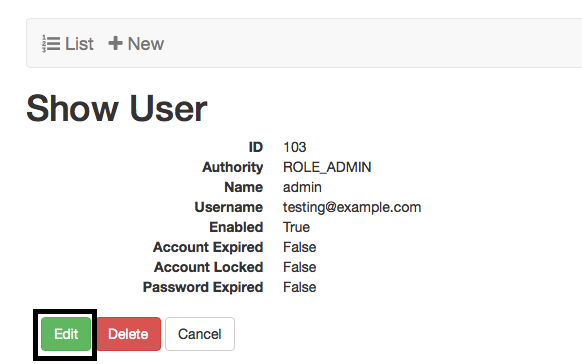 List New
Show User
ID 103
Authority ROLE_ADMIN
Name admin
Username testing@example.com
Enabled True
Account Expired False
Account Locked False
Password Expired False
Edit Delete Cancel